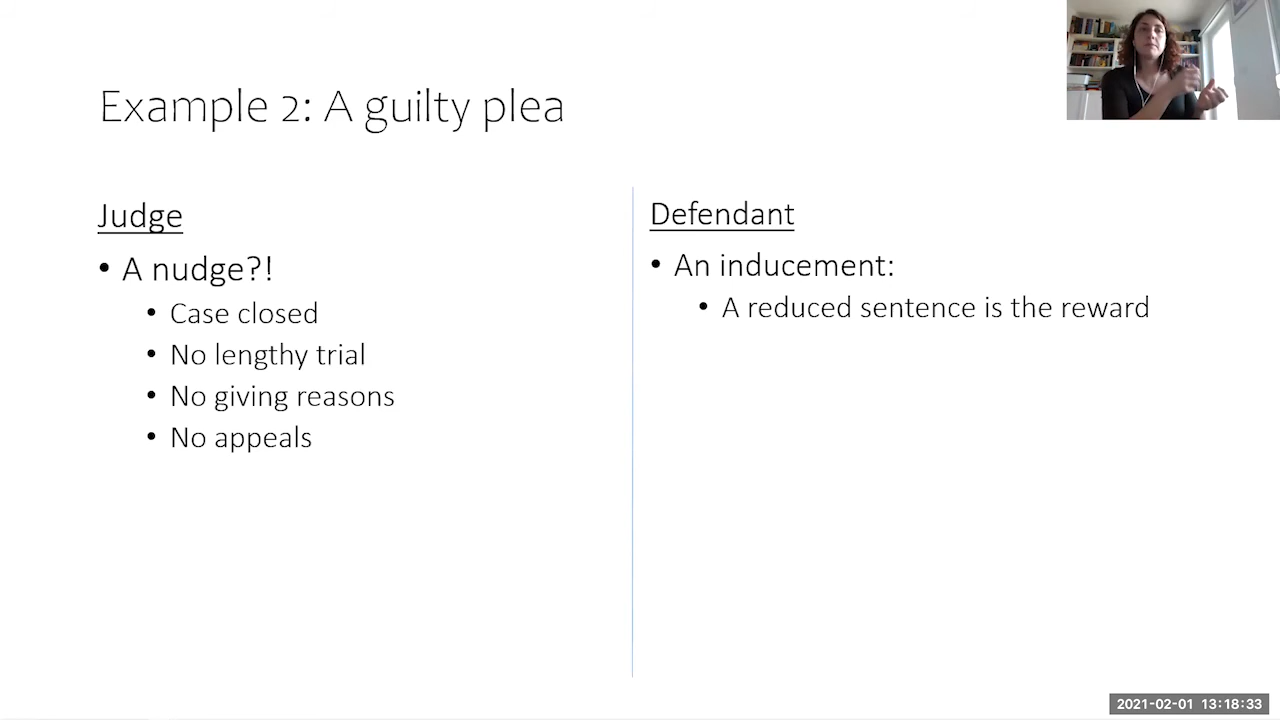 Example 2: A guilty plea
Judge
• A nudge?!
• Case closed
• No lengthy trial
• No giving reasons
• No appeals
Defendant
• An inducement:
• A reduced sentence is the reward
2021-02-01 13:18:33